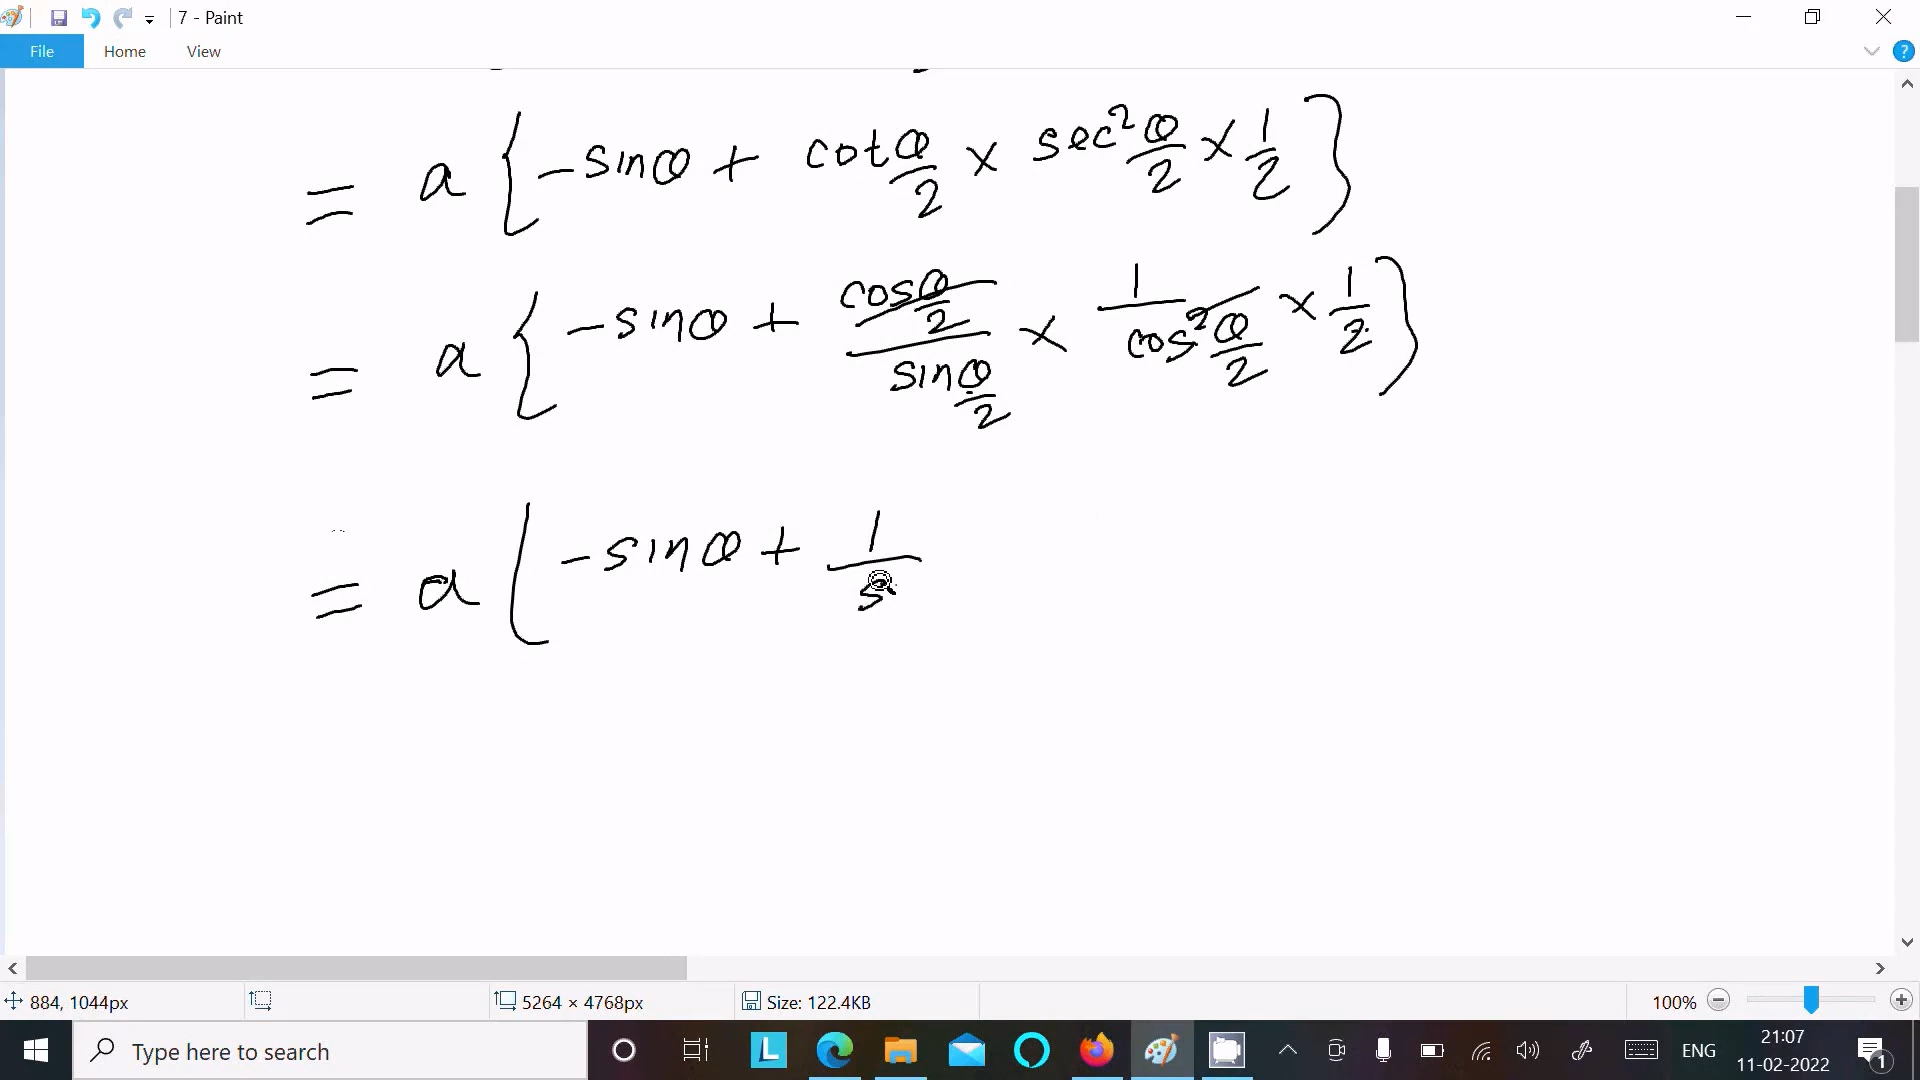 7 - Paint
File Home View
= a { -sinθ + cot θ/2 × sec² θ/2 × 1/2 }
= a { -sinθ + cos θ/2 / sin θ/2 × 1 / cos² θ/2 × 1/2 }
= a { -sinθ + 1 / s
884, 1044px 5264 × 4768px Size: 122.4KB 100%
Type here to search L ENG 21:07
11-02-2022 1